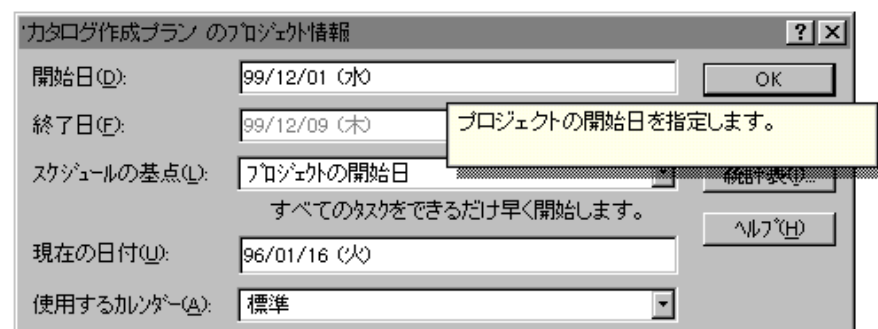 'カタログ作成プラン のﾌﾟﾛｼﾞｪｸﾄ情報
開始日(D):
99/12/01 (水)
OK
終了日(F):
99/12/09 (木)
プロジェクトの開始日を指定します。
スケジュールの基点(L):
ﾌﾟﾛｼﾞｪｸﾄの開始日
すべてのﾀｽｸをできるだけ早く開始します。
ﾍﾙﾌﾟ(H)
現在の日付(U):
96/01/16 (火)
使用するｶﾚﾝﾀﾞｰ(A):
標準